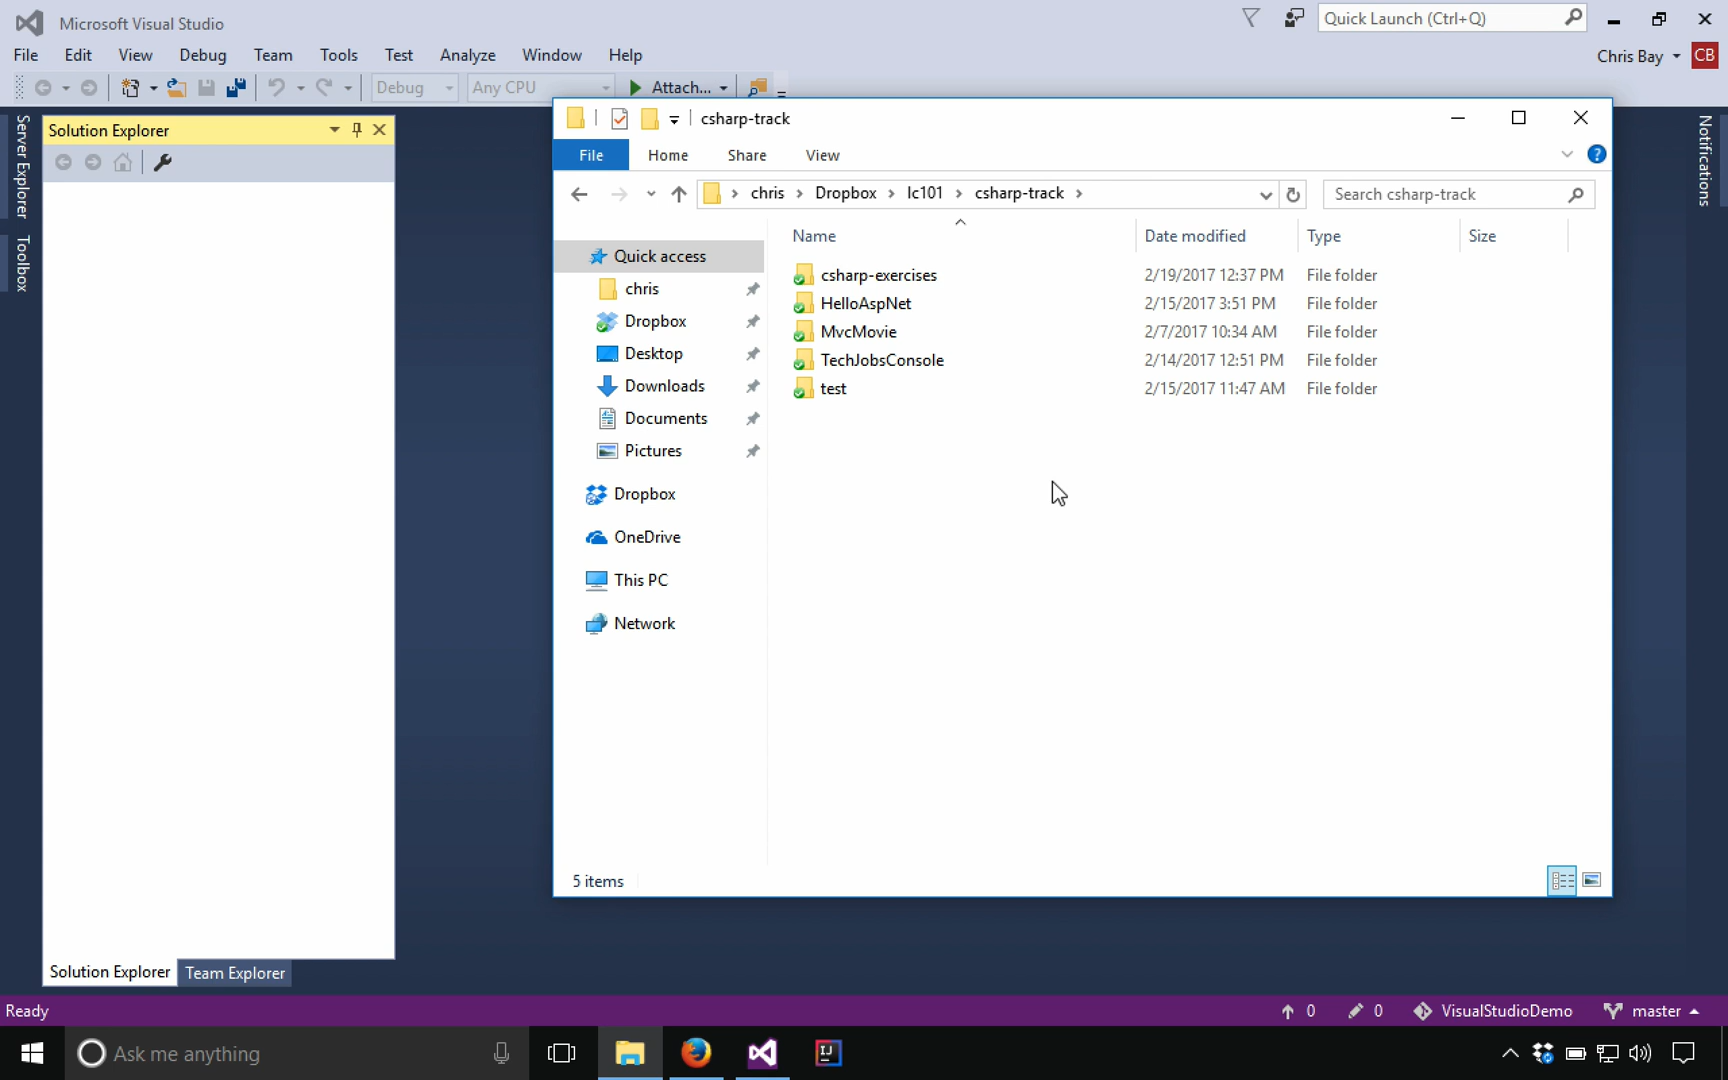 Microsoft Visual Studio
Quick Launch (Ctrl+Q)
File Edit View Debug Team Tools Test Analyze Window Help
Chris Bay CB
Debug Any CPU Attach...
Server Explorer
Toolbox
Solution Explorer
Notifications
csharp-track
File Home Share View
chris Dropbox lc101 csharp-track
Search csharp-track
Name Date modified Type Size
Quick access
chris
Dropbox
Desktop
Downloads
Documents
Pictures
Dropbox
OneDrive
This PC
Network
csharp-exercises 2/19/2017 12:37 PM File folder
HelloAspNet 2/15/2017 3:51 PM File folder
MvcMovie 2/7/2017 10:34 AM File folder
TechJobsConsole 2/14/2017 12:51 PM File folder
test 2/15/2017 11:47 AM File folder
5 items
Solution Explorer Team Explorer
Ready
0 0 VisualStudioDemo master
Ask me anything
IJ